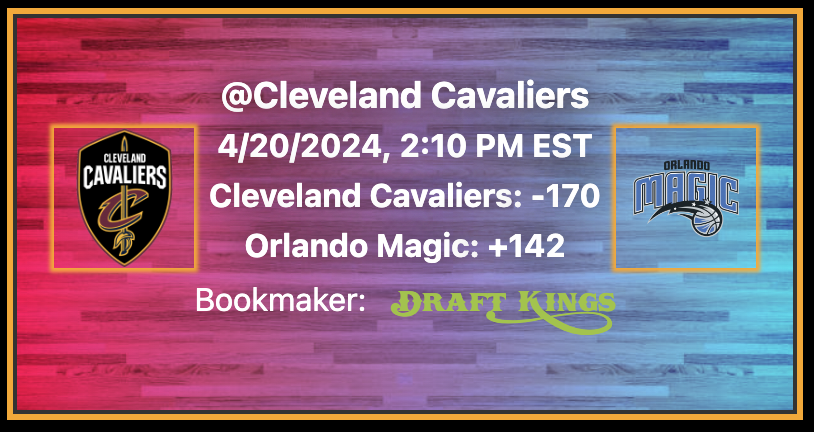 @Cleveland Cavaliers
4/20/2024, 2:10 PM EST
CLEVELAND
CAVALIERS
Cleveland Cavaliers: -170
ORLANDO
MAGIC
Orlando Magic: +142
Bookmaker: DRAFT KINGS